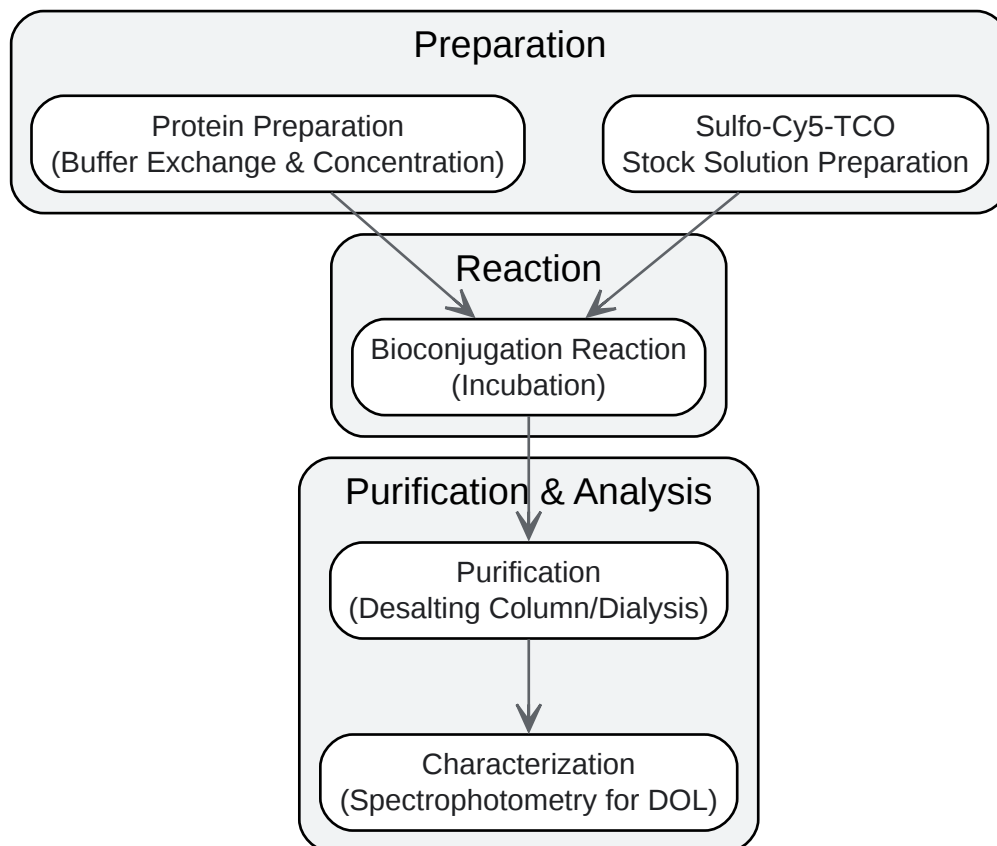 Preparation
Protein Preparation
(Buffer Exchange & Concentration)
Sulfo-Cy5-TCO
Stock Solution Preparation
Reaction
Bioconjugation Reaction
(Incubation)
Purification & Analysis
Purification
(Desalting Column/Dialysis)
Characterization
(Spectrophotometry for DOL)